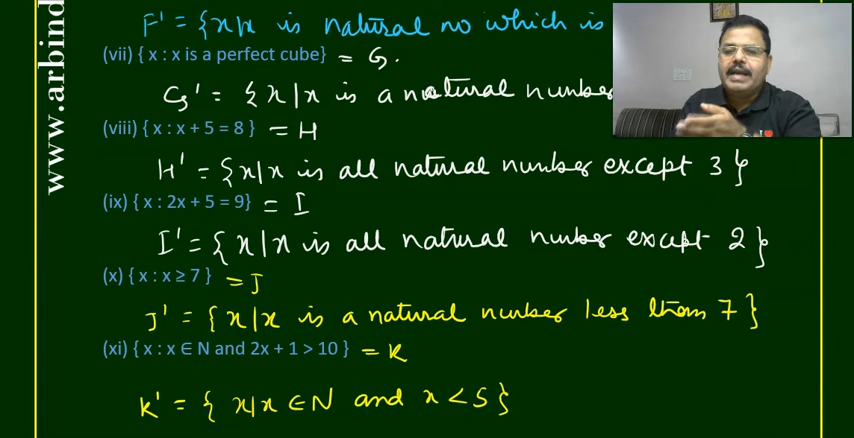 F' = {x|x is natural no which is
(vii) { x : x is a perfect cube} = G.
G' = {x|x is a natural number
(viii) { x : x + 5 = 8 } = H
H' = {x|x is all natural number except 3}
(ix) { x : 2x + 5 = 9} = I
I' = {x|x is all natural number except 2}
(x) { x : x ≥ 7 } = J
J' = {x|x is a natural number less than 7}
(xi) { x : x ∈ N and 2x + 1 > 10 } = K
K' = { x|x ∈ N and x < 5}
www.arbind